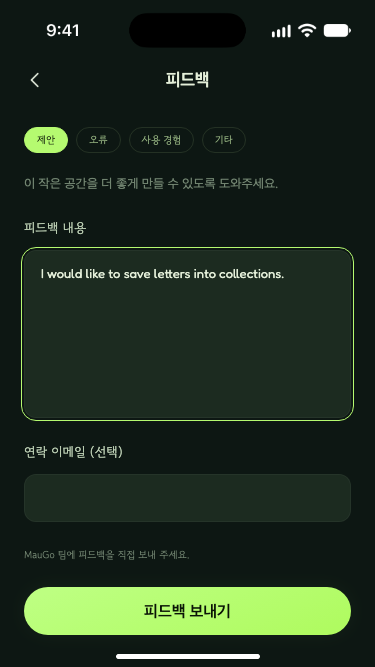 9:41
피드백
제안
오류
사용 경험
기타
이 작은 공간을 더 좋게 만들 수 있도록 도와주세요.
피드백 내용
I would like to save letters into collections.
연락 이메일 (선택)
MauGo 팀에 피드백을 직접 보내 주세요.
피드백 보내기